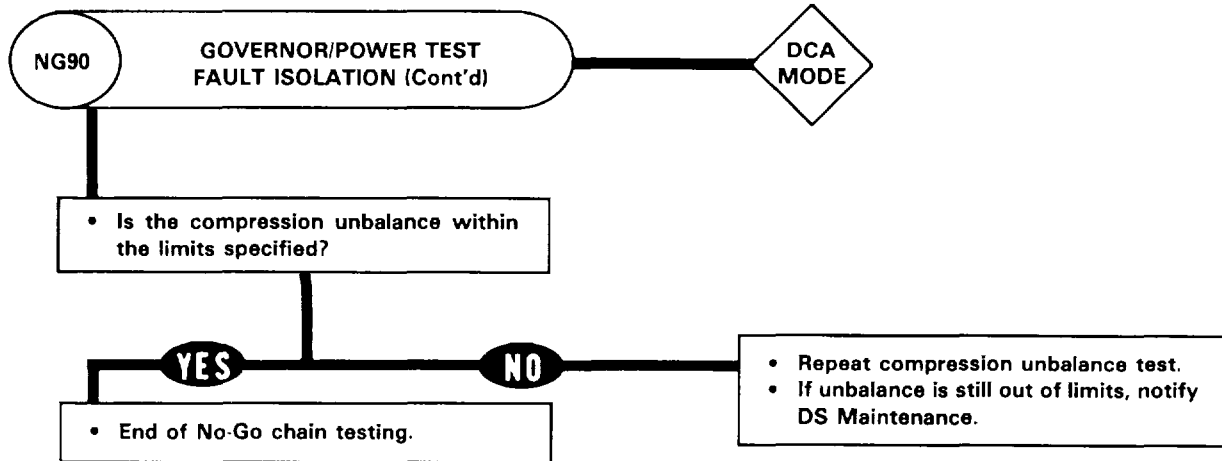 NG90
GOVERNOR/POWER TEST
FAULT ISOLATION (Cont'd)
DCA
MODE
• Is the compression unbalance within
the limits specified?
YES
NO
• Repeat compression unbalance test.
• If unbalance is still out of limits, notify
DS Maintenance.
• End of No-Go chain testing.